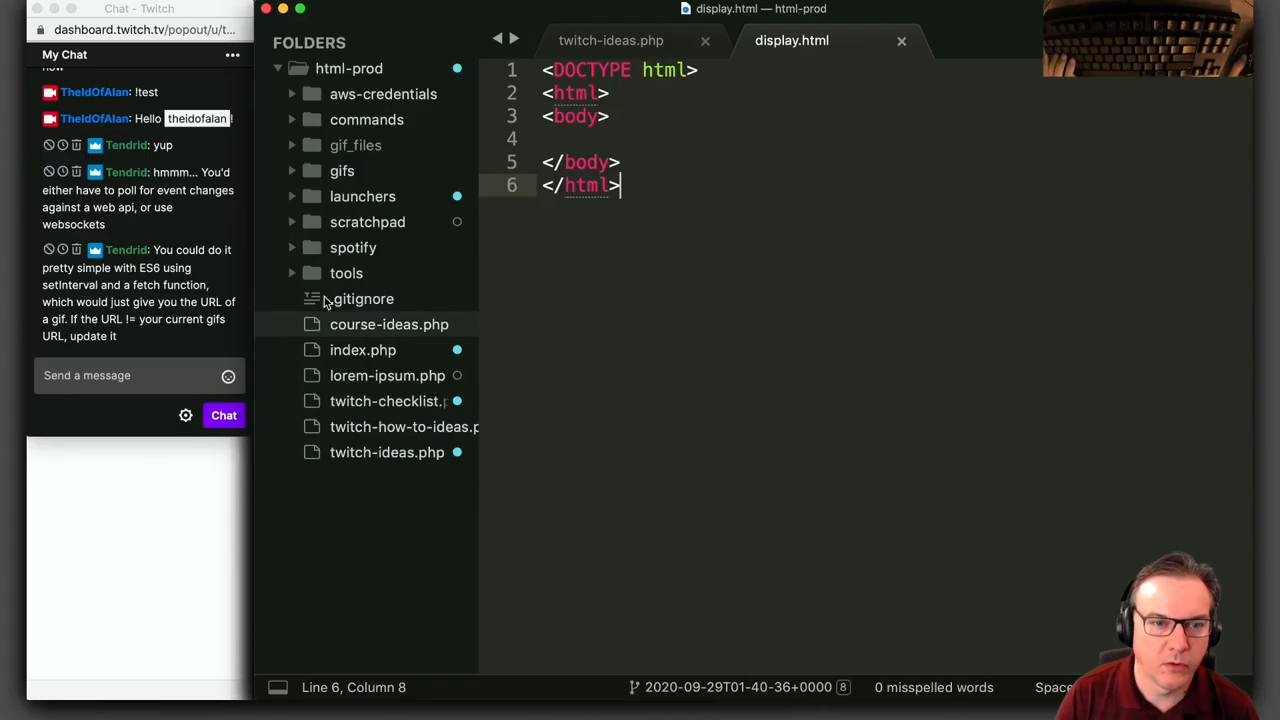 Chat - Twitch
dashboard.twitch.tv/popout/u/t...
My Chat
TheIdOfAlan: !test
TheIdOfAlan: Hello theidofalan!
Tendrid: yup
Tendrid: hmmm... You'd
either have to poll for event changes
against a web api, or use
websockets
Tendrid: You could do it
pretty simple with ES6 using
setInterval and a fetch function,
which would just give you the URL of
a gif. If the URL != your current gifs
URL, update it
Send a message
Chat
display.html — html-prod
FOLDERS
html-prod
aws-credentials
commands
gif_files
gifs
launchers
scratchpad
spotify
tools
.gitignore
course-ideas.php
index.php
lorem-ipsum.php
twitch-checklist.p
twitch-how-to-ideas.p
twitch-ideas.php
twitch-ideas.php
display.html
1 <DOCTYPE html>
2 <html>
3 <body>
4
5 </body>
6 </html>
Line 6, Column 8
2020-09-29T01-40-36+0000 8
0 misspelled words
Space